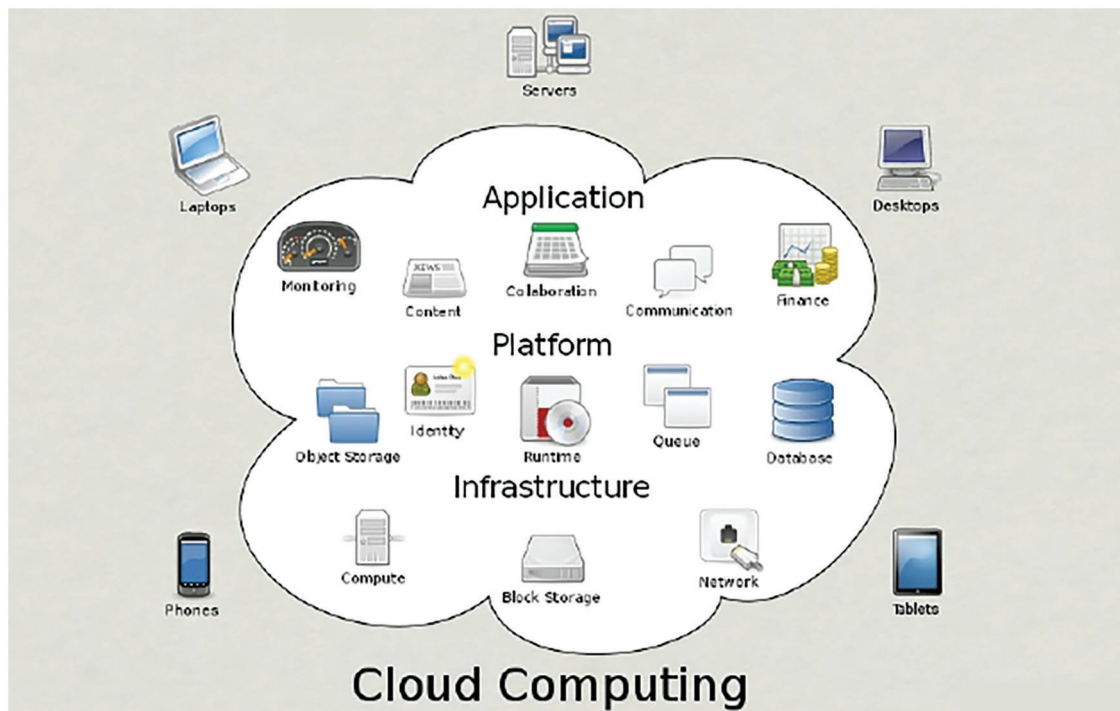 Servers
Laptops
Desktops
Application
Monitoring
Content
Collaboration
Communication
Finance
Platform
Object Storage
Identity
Runtime
Queue
Database
Infrastructure
Compute
Block Storage
Network
Phones
Tablets
Cloud Computing